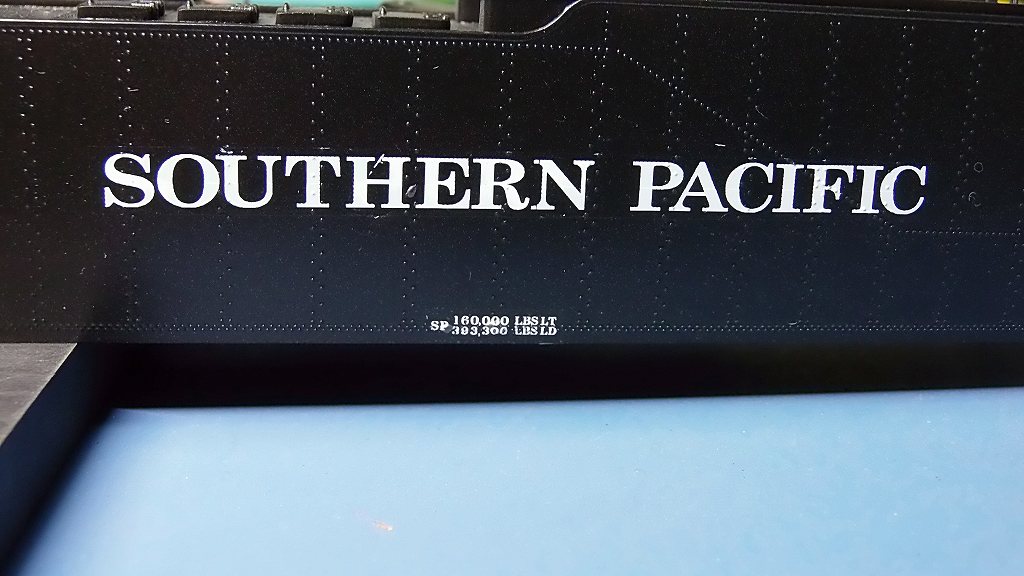 SOUTHERN PACIFIC
SP 160,000 LBS LT
393,300 LBS LD